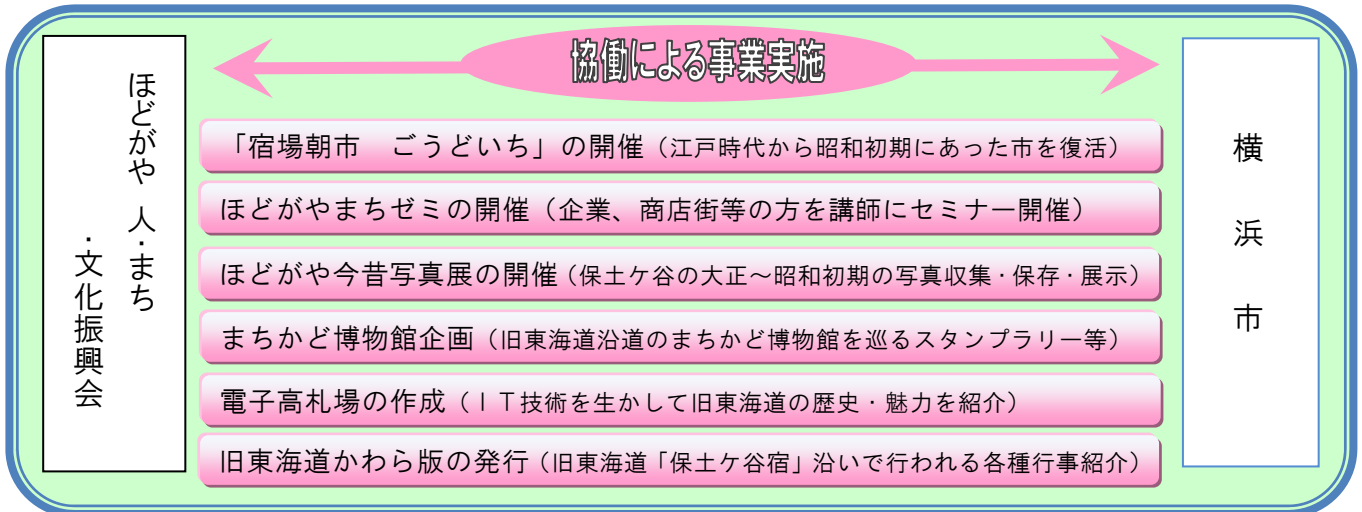 協働による事業実施
ほどがや 人・まち
・文化振興会
「宿場朝市　ごうどいち」の開催（江戸時代から昭和初期にあった市を復活）
ほどがやまちゼミの開催（企業、商店街等の方を講師にセミナー開催）
ほどがや今昔写真展の開催（保土ケ谷の大正～昭和初期の写真収集・保存・展示）
まちかど博物館企画（旧東海道沿道のまちかど博物館を巡るスタンプラリー等）
電子高札場の作成（ＩＴ技術を生かして旧東海道の歴史・魅力を紹介）
旧東海道かわら版の発行（旧東海道「保土ケ谷宿」沿いで行われる各種行事紹介）
横浜市